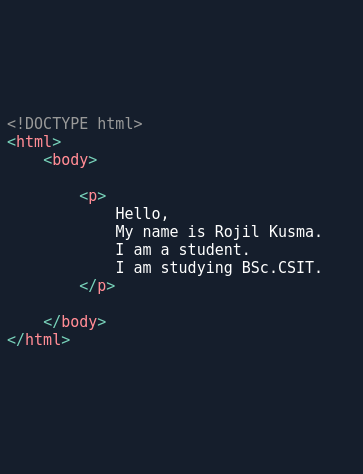 <!DOCTYPE html>
<html>
<body>
<p>
Hello,
My name is Rojil Kusma.
I am a student.
I am studying BSc.CSIT.
</p>
</body>
</html>